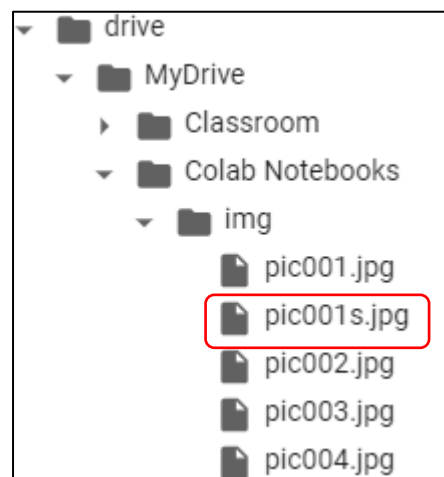 drive
MyDrive
Classroom
Colab Notebooks
img
pic001.jpg
pic001s.jpg
pic002.jpg
pic003.jpg
pic004.jpg